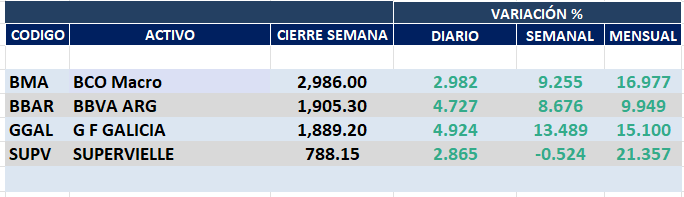 VARIACIÓN %
CODIGO ACTIVO CIERRE SEMANA DIARIO SEMANAL MENSUAL
BMA BCO Macro 2,986.00 2.982 9.255 16.977
BBAR BBVA ARG 1,905.30 4.727 8.676 9.949
GGAL G F GALICIA 1,889.20 4.924 13.489 15.100
SUPV SUPERVIELLE 788.15 2.865 -0.524 21.357